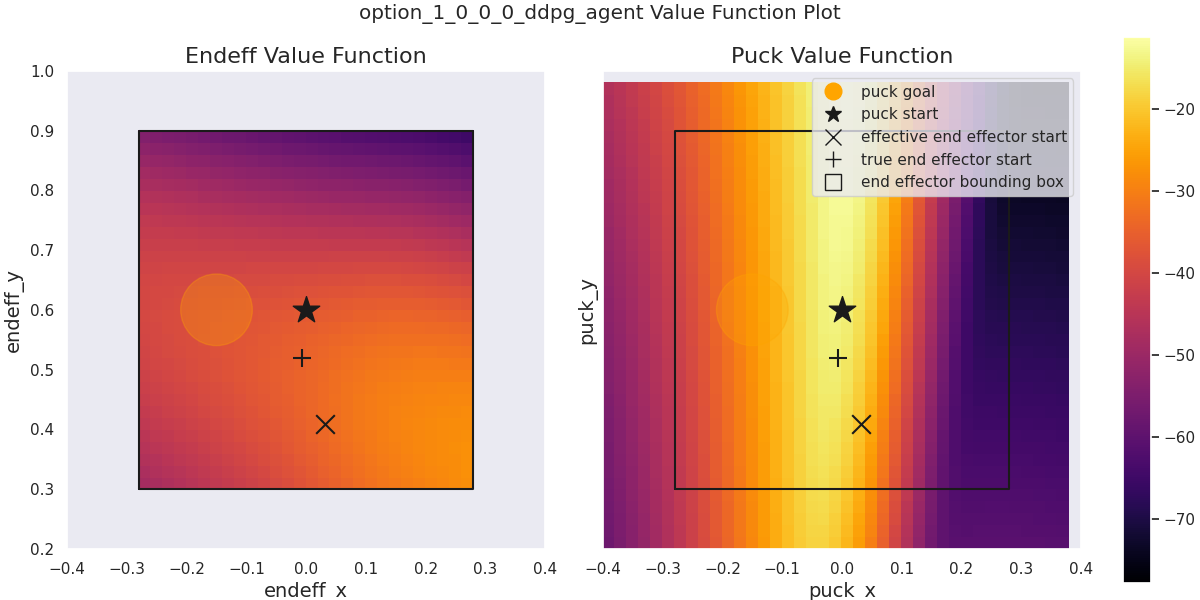 option_1_0_0_0_ddpg_agent Value Function Plot
Endeff Value Function
1.0
0.9
0.8
0.7
0.6
0.5
0.4
0.3
0.2
endeff_y
−0.4 −0.3 −0.2 −0.1 0.0 0.1 0.2 0.3 0.4
endeff_x
Puck Value Function
puck goal
puck start
effective end effector start
true end effector start
end effector bounding box
puck_y
−0.4 −0.3 −0.2 −0.1 0.0 0.1 0.2 0.3 0.4
puck_x
−20
−30
−40
−50
−60
−70